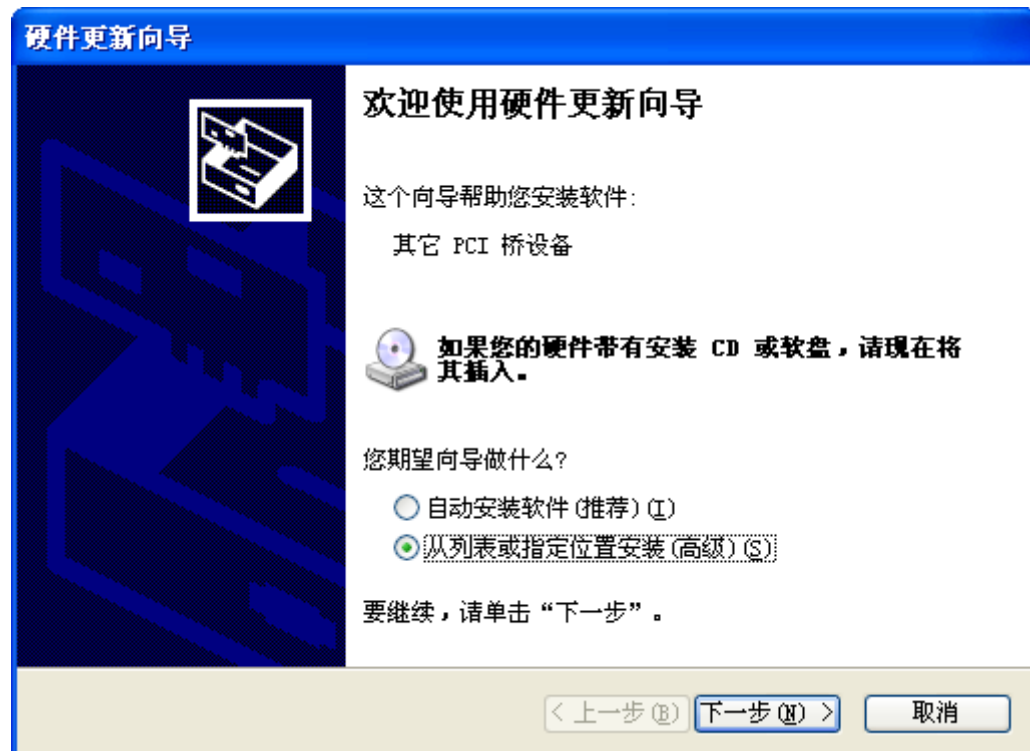 硬件更新向导
欢迎使用硬件更新向导
这个向导帮助您安装软件:
其它 PCI 桥设备
如果您的硬件带有安装 CD 或软盘，请现在将
其插入。
您期望向导做什么?
自动安装软件(推荐)(I)
从列表或指定位置安装(高级)(S)
要继续，请单击“下一步”。
< 上一步(B) 下一步(N) > 取消